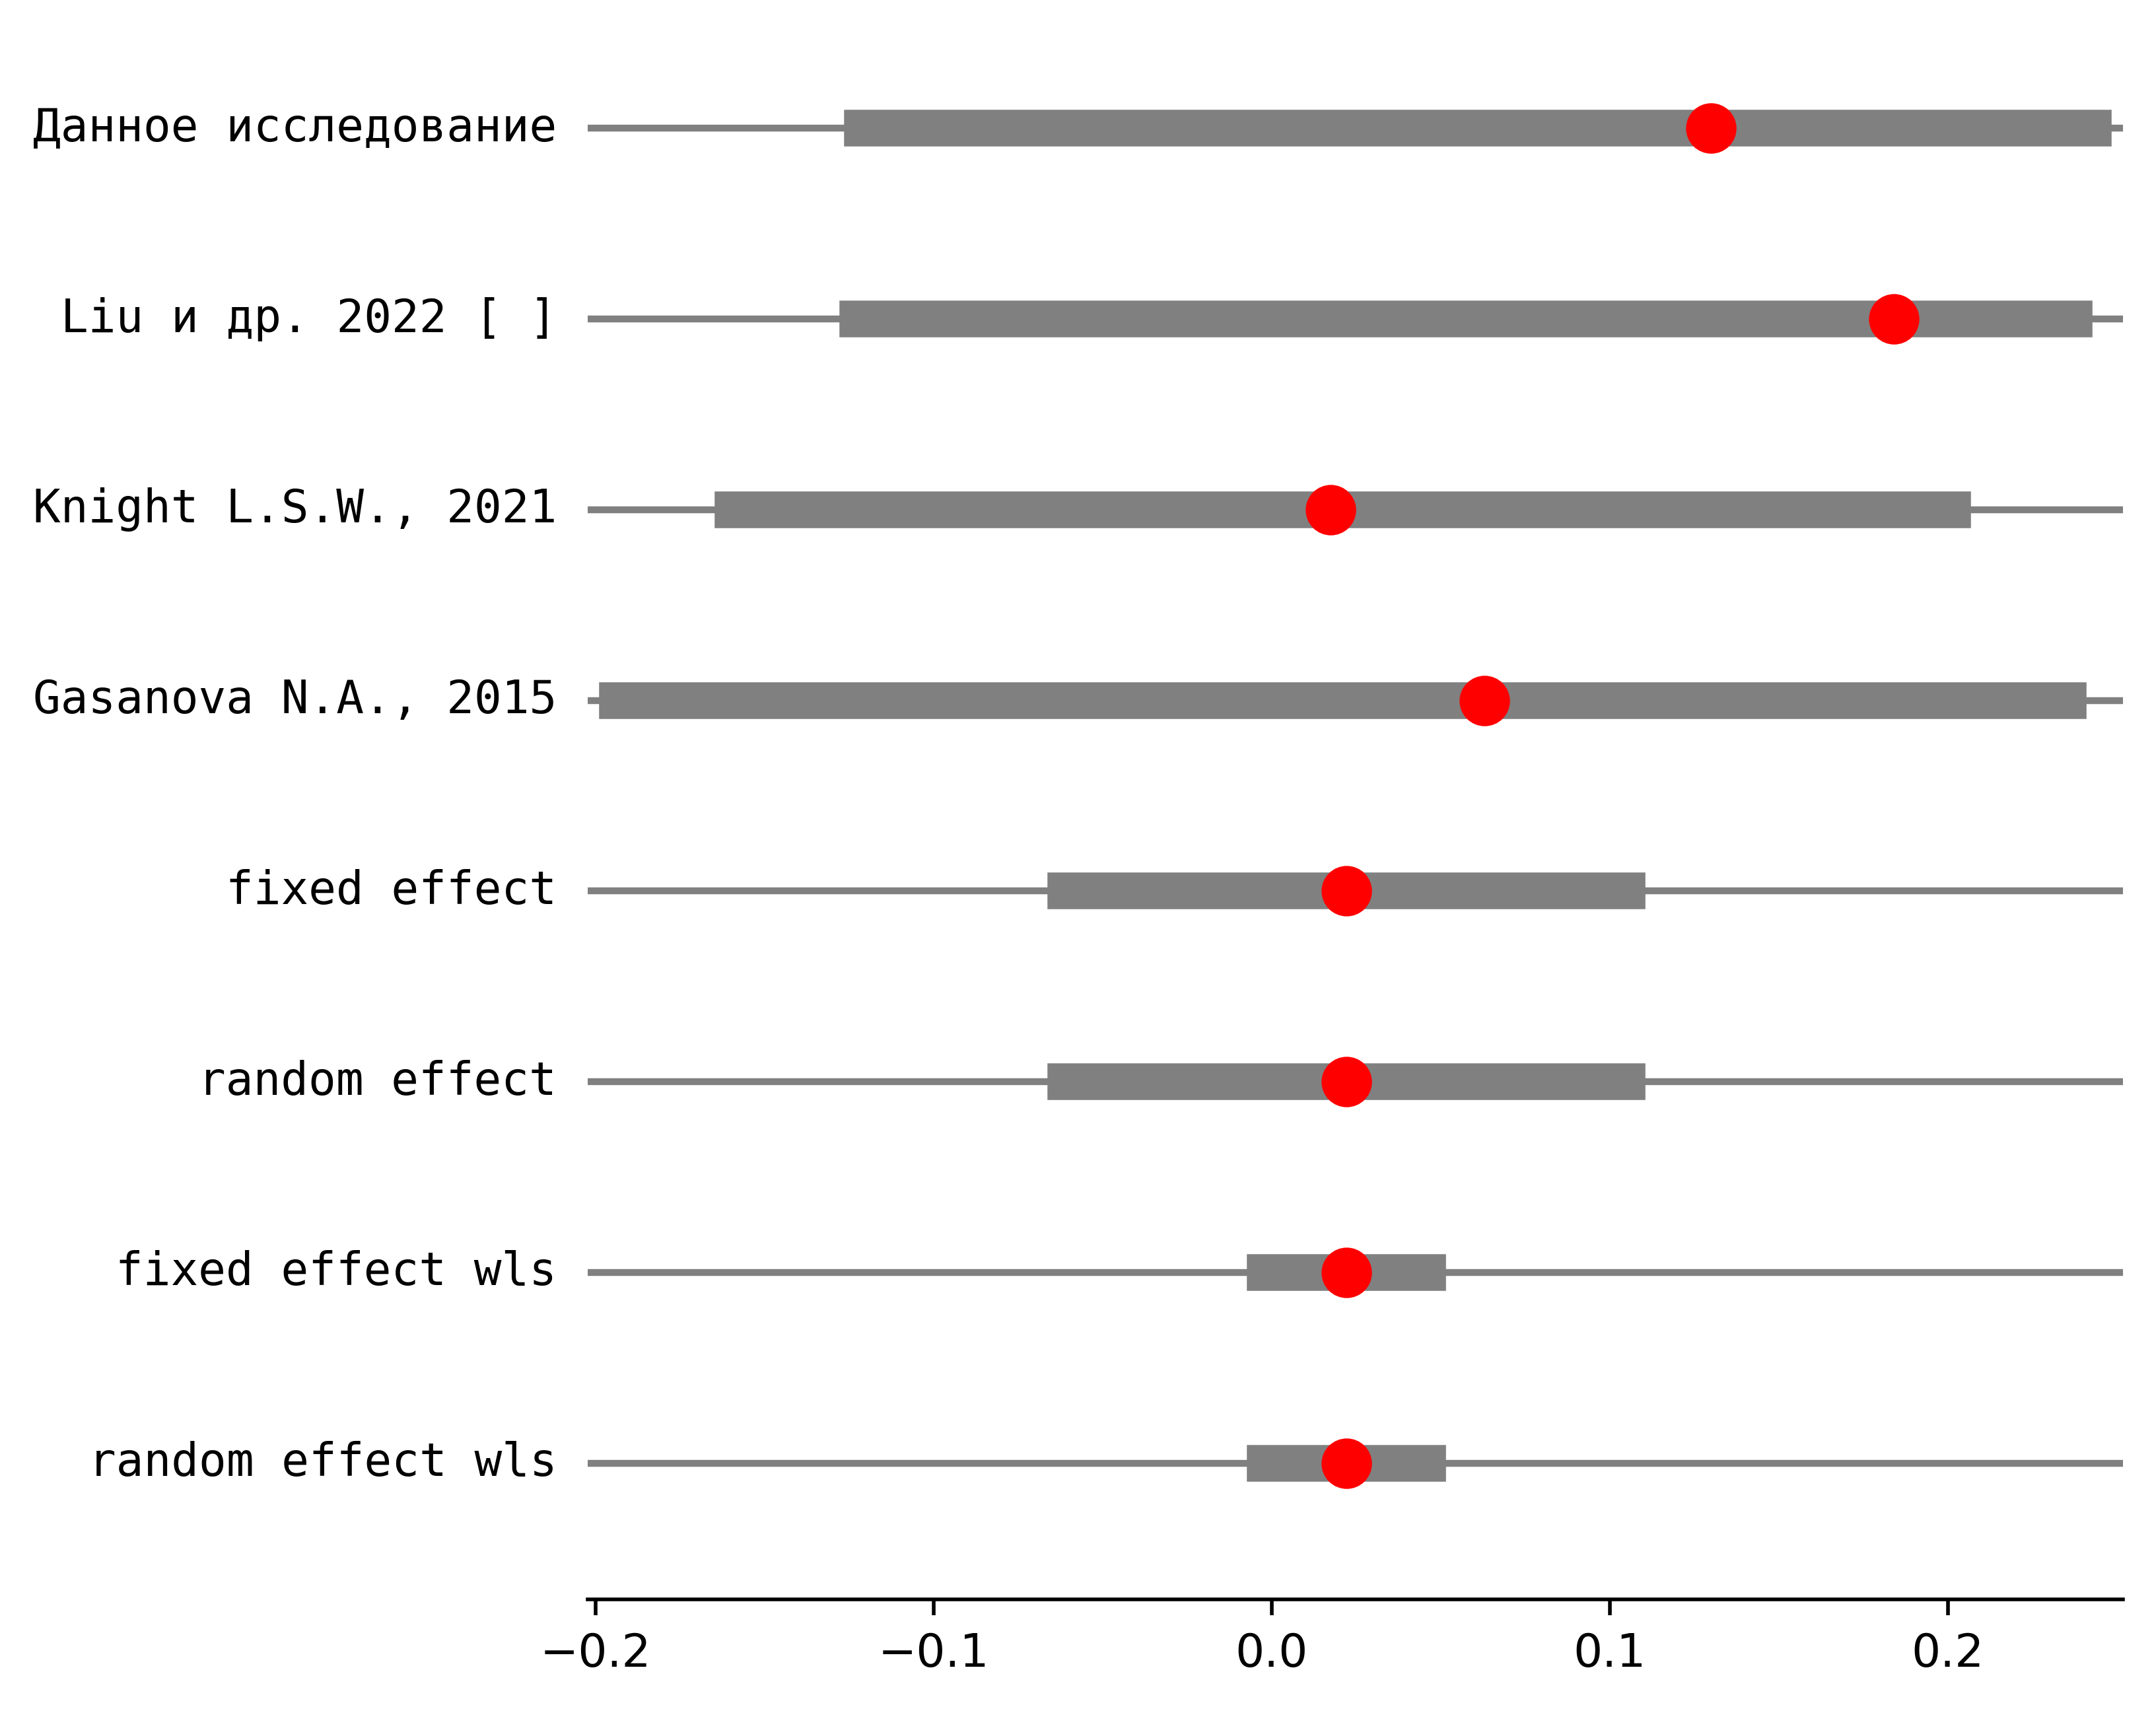 Данное исследование
Liu и др. 2022 [ ]
Knight L.S.W., 2021
Gasanova N.A., 2015
fixed effect
random effect
fixed effect wls
random effect wls
−0.2 −0.1 0.0 0.1 0.2